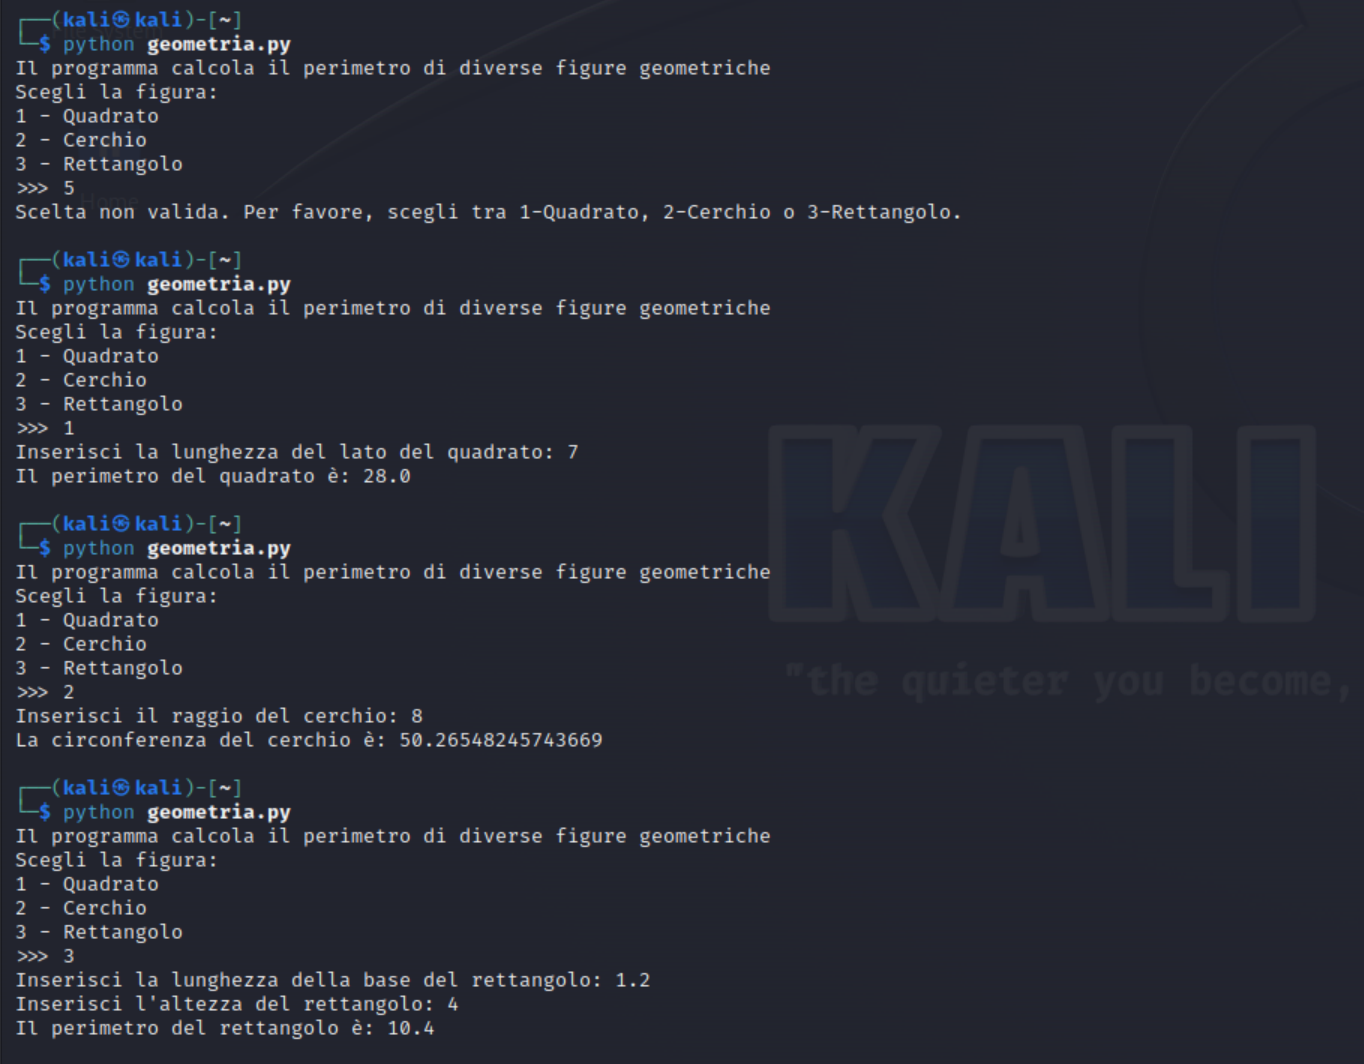 ┌──(kali㉿kali)-[~]
└─$ python geometria.py
Il programma calcola il perimetro di diverse figure geometriche
Scegli la figura:
1 - Quadrato
2 - Cerchio
3 - Rettangolo
>>> 5
Home
Scelta non valida. Per favore, scegli tra 1-Quadrato, 2-Cerchio o 3-Rettangolo.
┌──(kali㉿kali)-[~]
└─$ python geometria.py
Il programma calcola il perimetro di diverse figure geometriche
Scegli la figura:
1 - Quadrato
2 - Cerchio
3 - Rettangolo
>>> 1
Inserisci la lunghezza del lato del quadrato: 7
Il perimetro del quadrato è: 28.0
┌──(kali㉿kali)-[~]
└─$ python geometria.py
Il programma calcola il perimetro di diverse figure geometriche
Scegli la figura:
1 - Quadrato
2 - Cerchio
3 - Rettangolo
>>> 2
Inserisci il raggio del cerchio: 8
La circonferenza del cerchio è: 50.26548245743669
┌──(kali㉿kali)-[~]
└─$ python geometria.py
Il programma calcola il perimetro di diverse figure geometriche
Scegli la figura:
1 - Quadrato
2 - Cerchio
3 - Rettangolo
>>> 3
Inserisci la lunghezza della base del rettangolo: 1.2
Inserisci l'altezza del rettangolo: 4
Il perimetro del rettangolo è: 10.4
KALI
"the quieter you become,